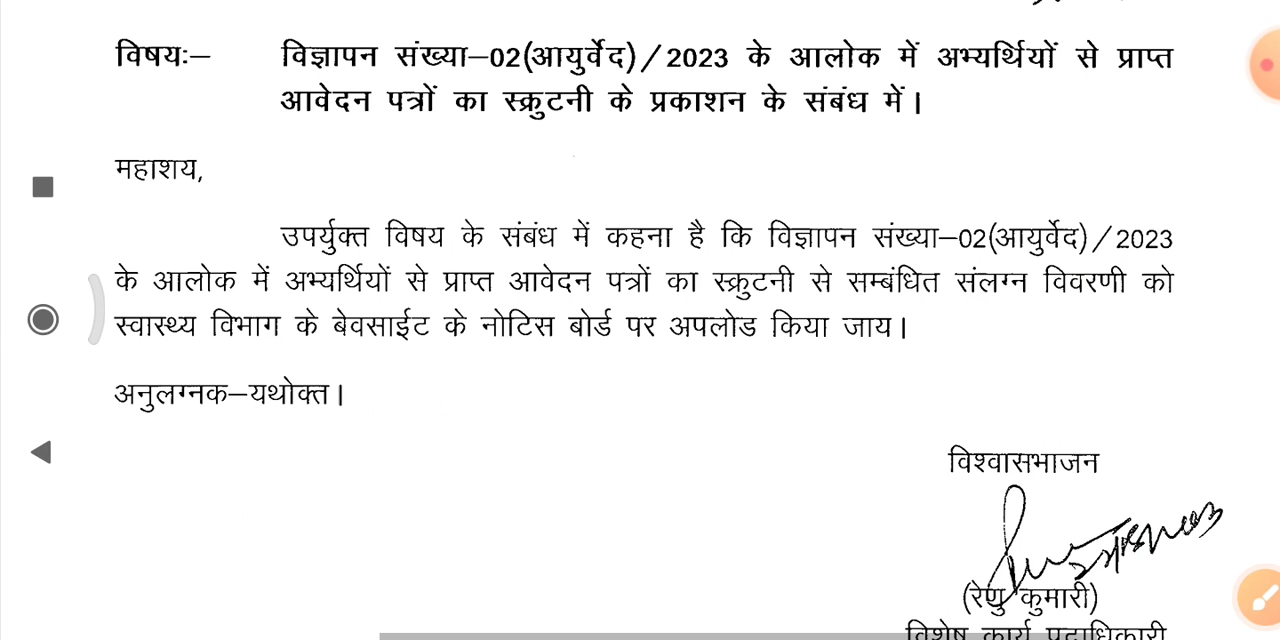 विषयः— विज्ञापन संख्या—02(आयुर्वेद)/2023 के आलोक में अभ्यर्थियों से प्राप्त
आवेदन पत्रों का स्क्रुटनी के प्रकाशन के संबंध में।
महाशय,
उपर्युक्त विषय के संबंध में कहना है कि विज्ञापन संख्या—02(आयुर्वेद)/2023
के आलोक में अभ्यर्थियों से प्राप्त आवेदन पत्रों का स्क्रुटनी से सम्बंधित संलग्न विवरणी को
स्वास्थ्य विभाग के बेवसाईट के नोटिस बोर्ड पर अपलोड किया जाय।
अनुलग्नक—यथोक्त।
विश्वासभाजन
(रेणु कुमारी)
विशेष कार्य पदाधिकारी